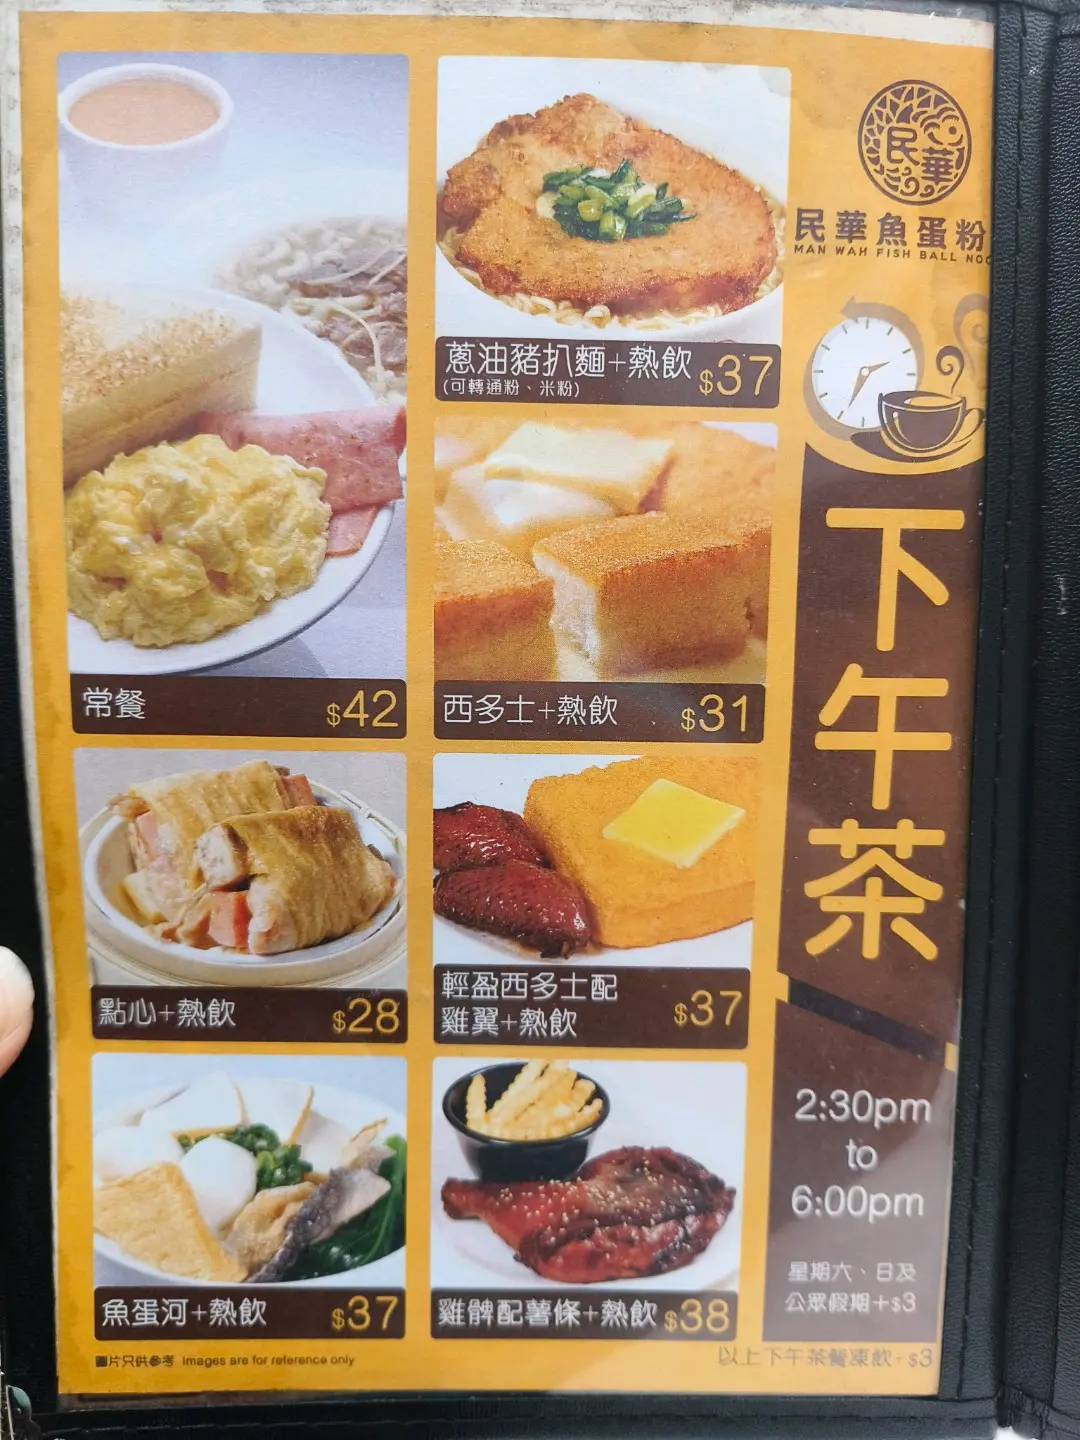 民華
民華魚蛋粉
MAN WAH FISH BALL
蔥油豬扒麵+熱飲 $37
(可轉通粉、米粉)
常餐 $42
西多士+熱飲 $31
點心+熱飲 $28
輕盈西多士配
雞翼+熱飲 $37
魚蛋河+熱飲 $37
雞髀配薯條+熱飲 $38
下午茶
2:30pm
to
6:00pm
星期六、日及
公眾假期+$3
圖片只供參考 Images are for reference only
以上下午茶餐凍飲+$3